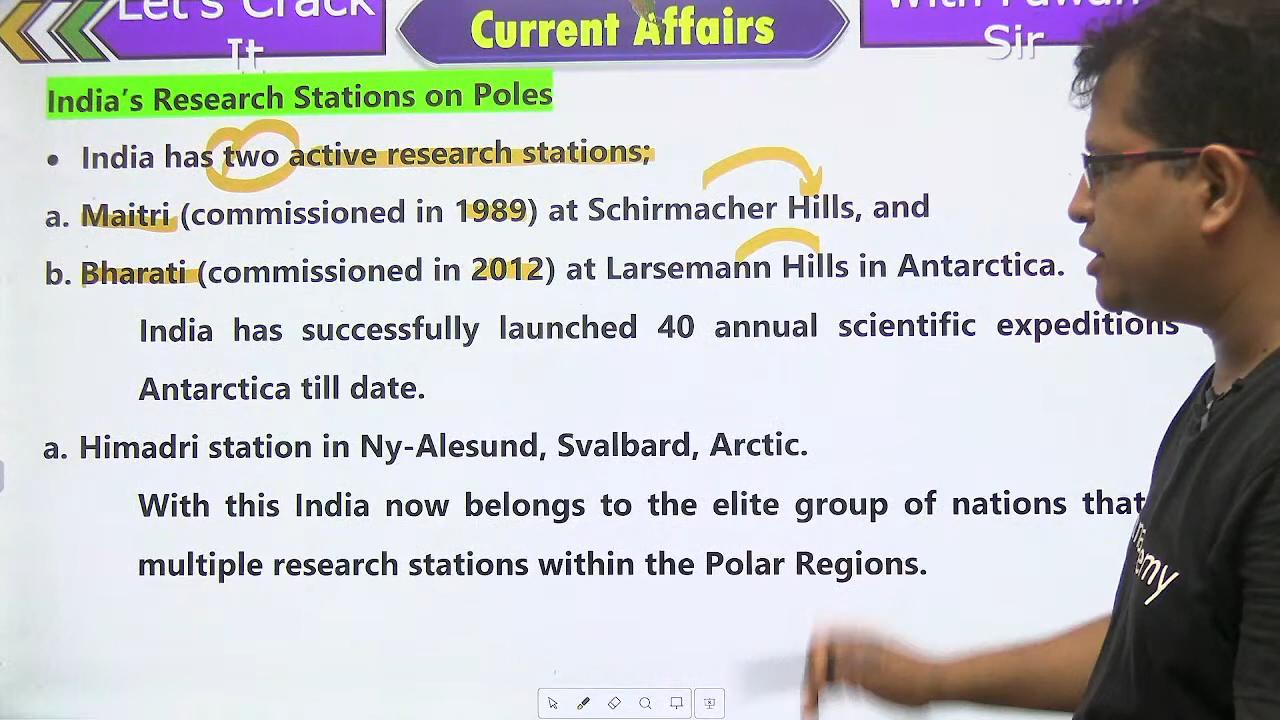 Let's Crack
It
Current Affairs
With Pawan
Sir
India's Research Stations on Poles
• India has two active research stations;
a. Maitri (commissioned in 1989) at Schirmacher Hills, and
b. Bharati (commissioned in 2012) at Larsemann Hills in Antarctica.
India has successfully launched 40 annual scientific expeditions
Antarctica till date.
a. Himadri station in Ny-Alesund, Svalbard, Arctic.
With this India now belongs to the elite group of nations that
multiple research stations within the Polar Regions.